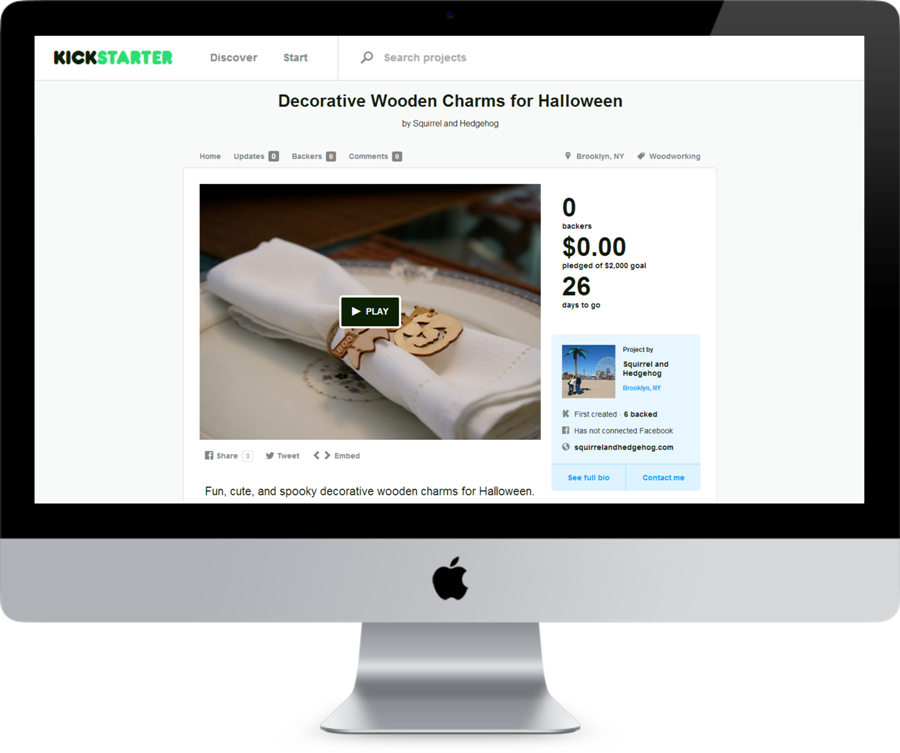 KICKSTARTER Discover Start Search projects
Decorative Wooden Charms for Halloween
by Squirrel and Hedgehog
Home Updates 0 Backers 0 Comments 0 Brooklyn, NY Woodworking
0
backers
$0.00
pledged of $2,000 goal
26
days to go
PLAY
BOO
Project by
Squirrel and
Hedgehog
Brooklyn, NY
First created · 6 backed
Has not connected Facebook
squirrelandhedgehog.com
See full bio Contact me
Share 0 Tweet Embed
Fun, cute, and spooky decorative wooden charms for Halloween.